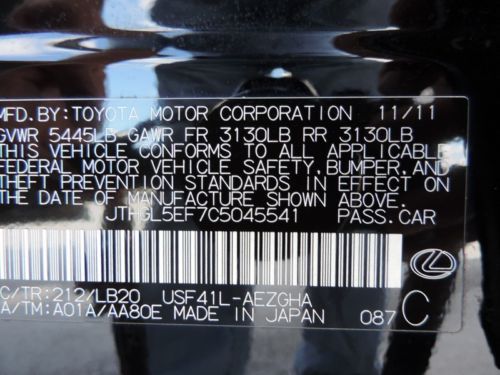 MFD. BY: TOYOTA MOTOR CORPORATION 11/11
GVWR 5445LB GAWR FR 3130LB RR 3130LB
THIS VEHICLE CONFORMS TO ALL APPLICABLE
FEDERAL MOTOR VEHICLE SAFETY, BUMPER, AND
THEFT PREVENTION STANDARDS IN EFFECT ON
THE DATE OF MANUFACTURE SHOWN ABOVE.
JTHGL5EF7C5045541 PASS. CAR
C/TR: 212/LB20 USF41L-AEZGHA C
A/TM: A01A/AA80E MADE IN JAPAN 087